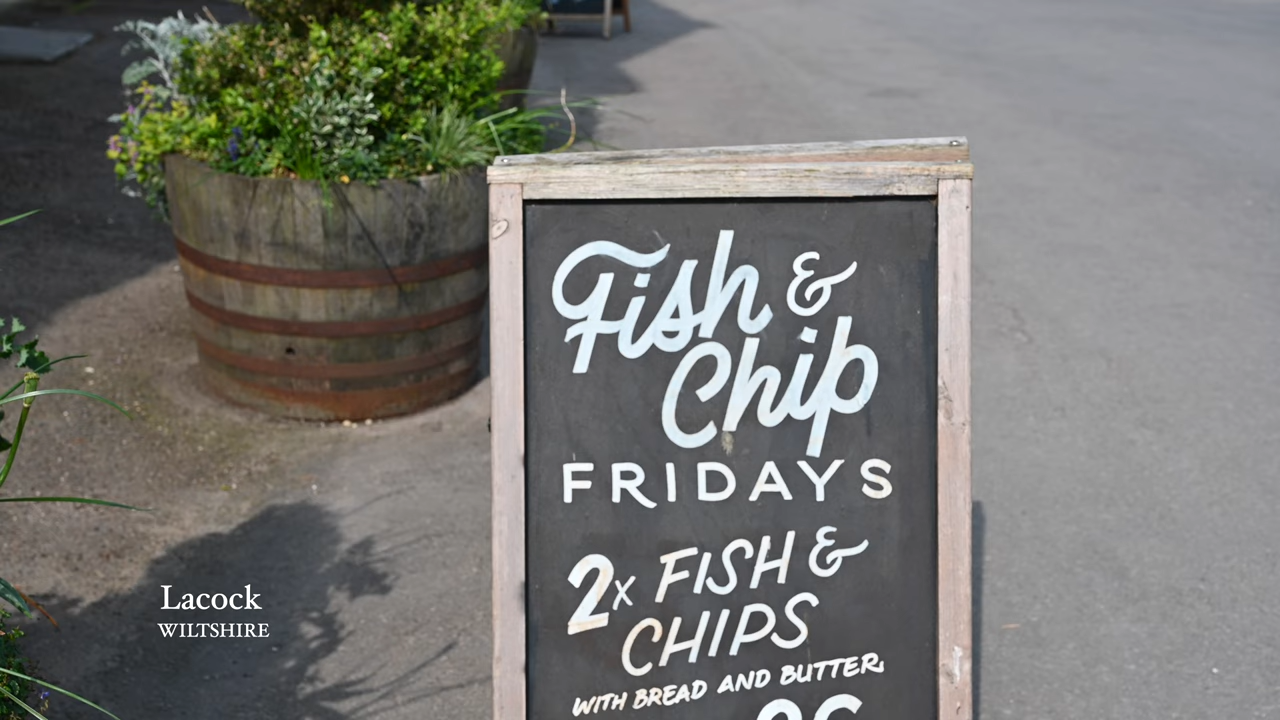 Fish &
Chip
FRIDAYS
2x FISH &
CHIPS
WITH BREAD AND BUTTER,
Lacock
WILTSHIRE